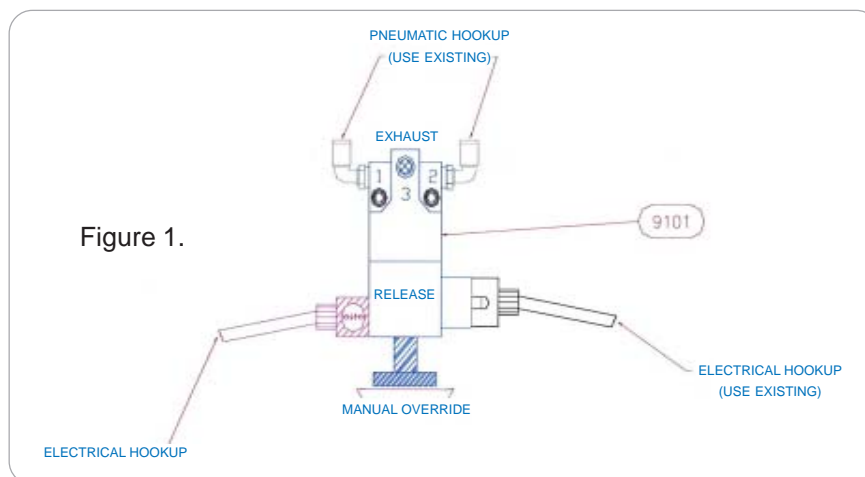 PNEUMATIC HOOKUP
(USE EXISTING)
EXHAUST
1
2
3
9101
Figure 1.
RELEASE
ELECTRICAL HOOKUP
(USE EXISTING)
MANUAL OVERRIDE
ELECTRICAL HOOKUP